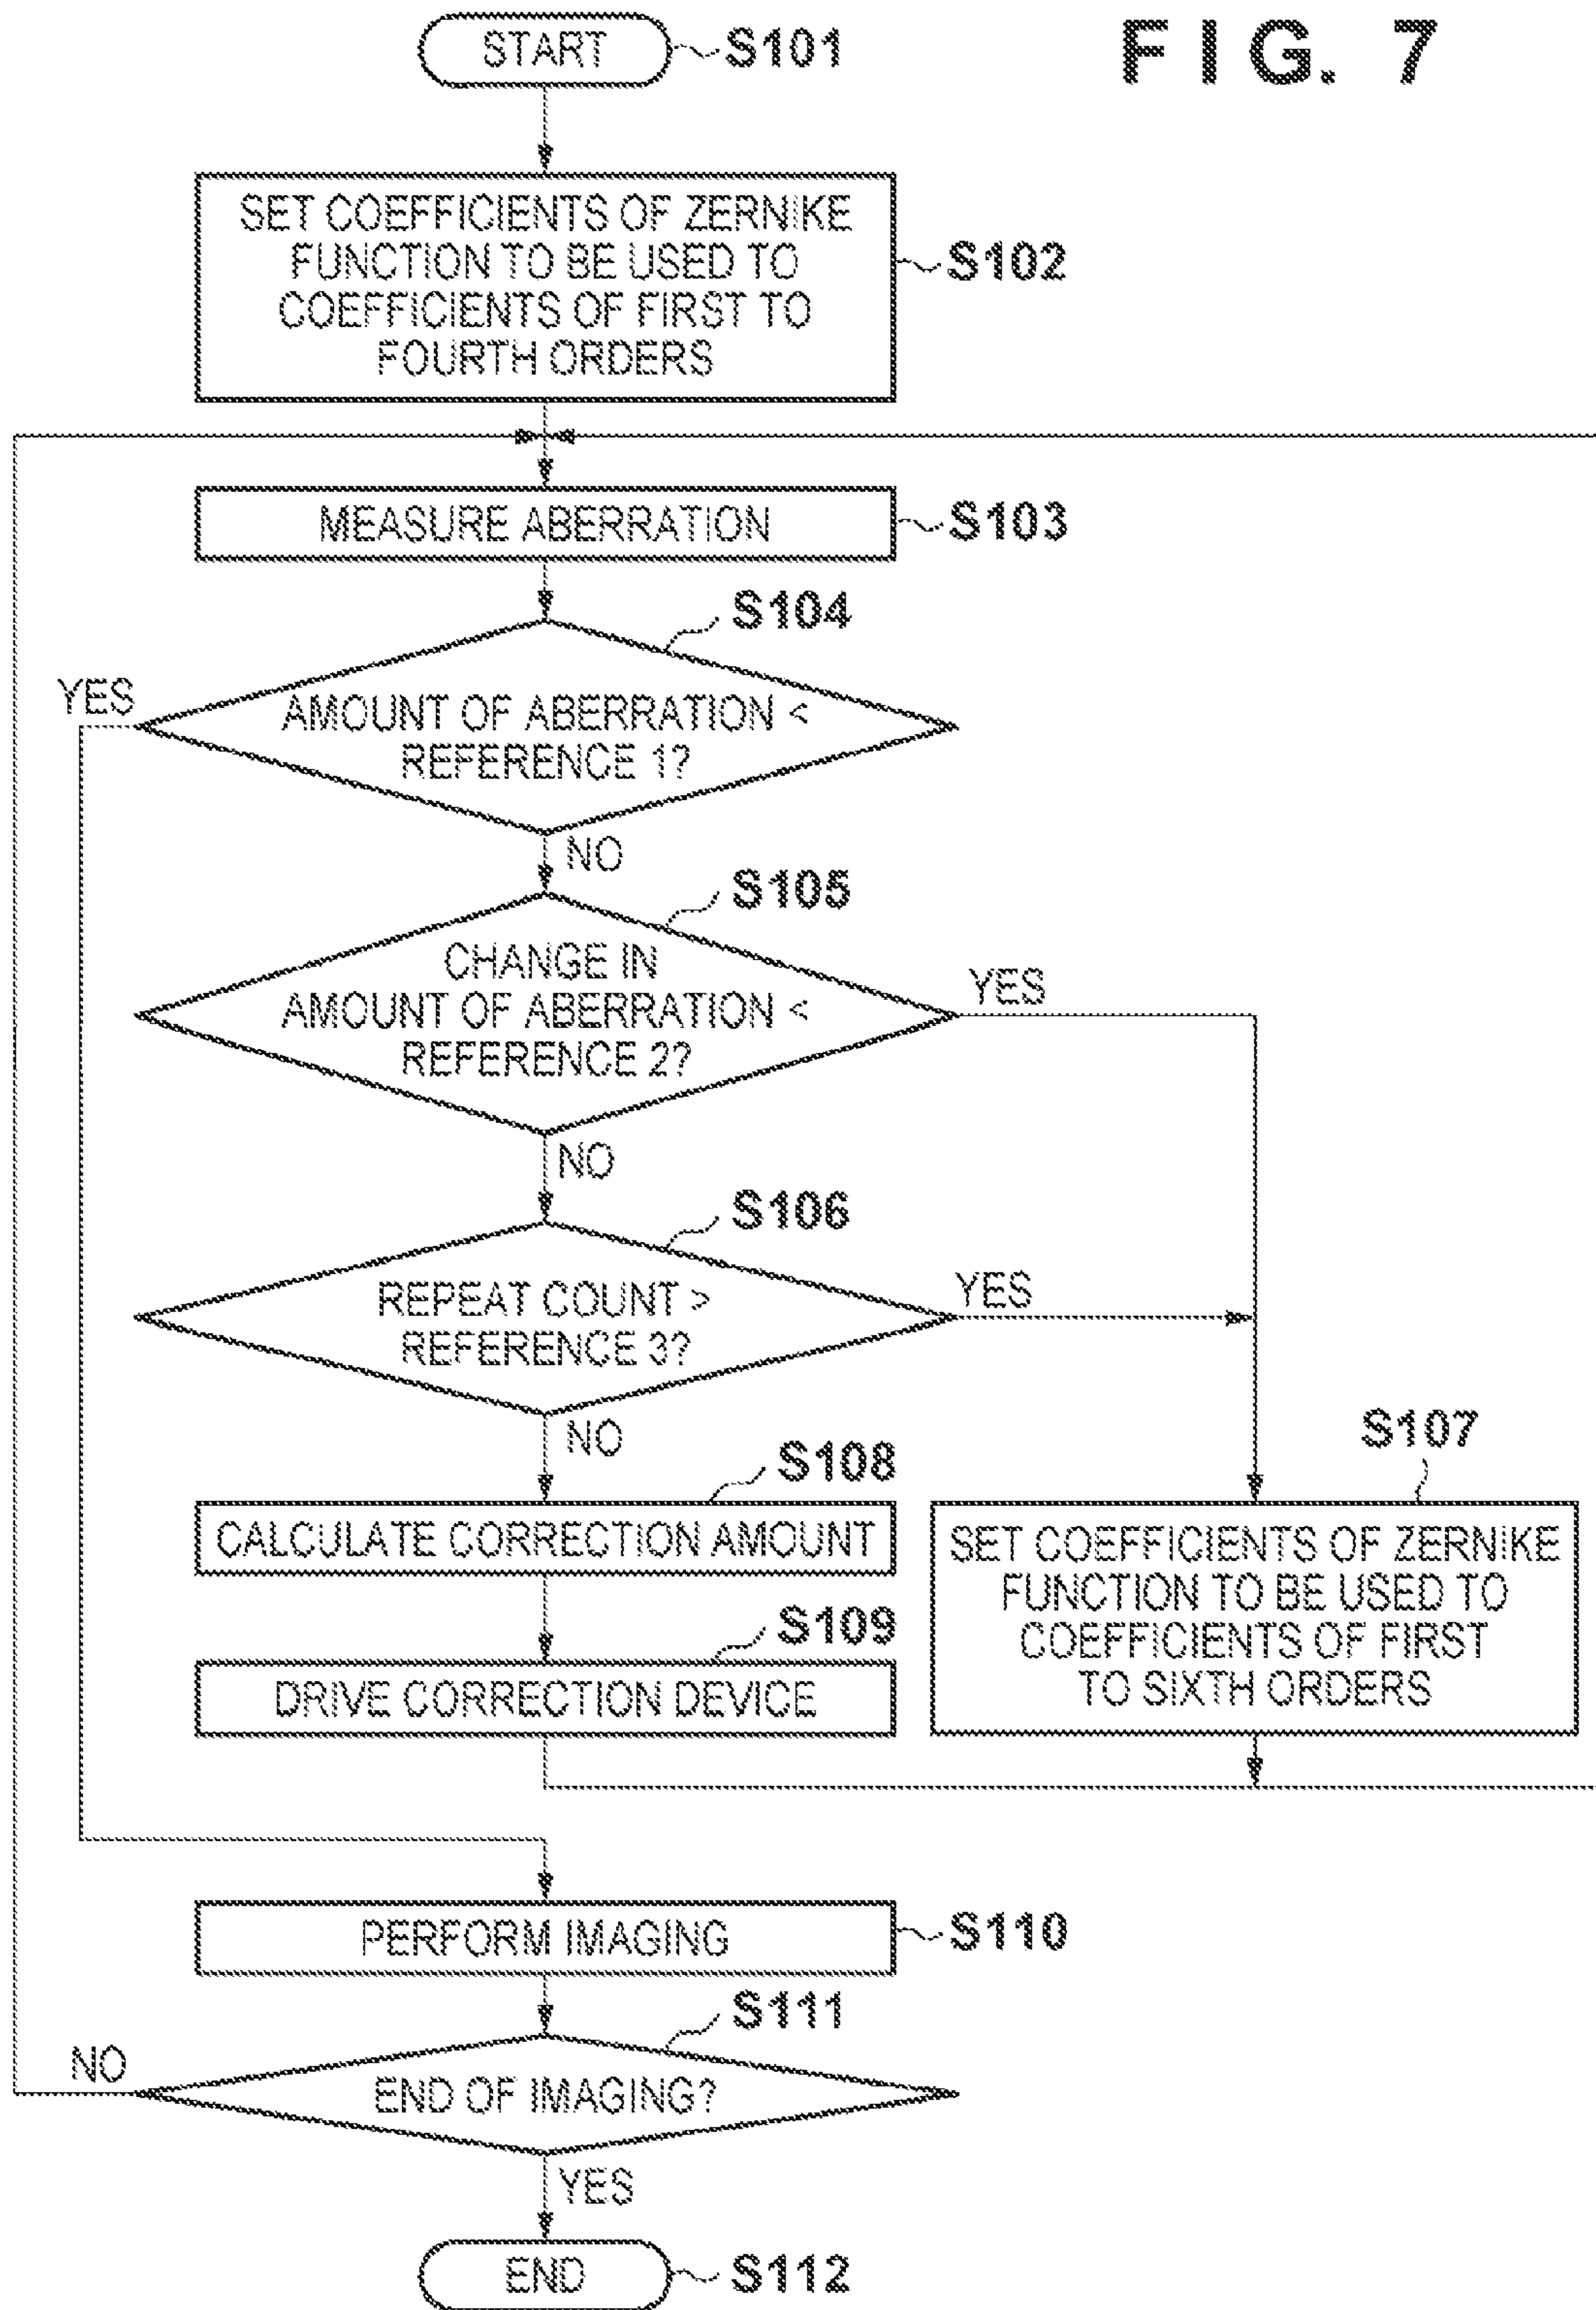 F I G. 7
START
S101
SET COEFFICIENTS OF ZERNIKE
FUNCTION TO BE USED TO
COEFFICIENTS OF FIRST TO
FOURTH ORDERS
S102
MEASURE ABERRATION
S103
S104
YES
AMOUNT OF ABERRATION <
REFERENCE 1?
NO
S105
CHANGE IN
AMOUNT OF ABERRATION <
REFERENCE 2?
YES
NO
S106
REPEAT COUNT >
REFERENCE 3?
YES
NO
S107
SET COEFFICIENTS OF ZERNIKE
FUNCTION TO BE USED TO
COEFFICIENTS OF FIRST
TO SIXTH ORDERS
S108
CALCULATE CORRECTION AMOUNT
S109
DRIVE CORRECTION DEVICE
PERFORM IMAGING
S110
S111
NO
END OF IMAGING?
YES
END
S112